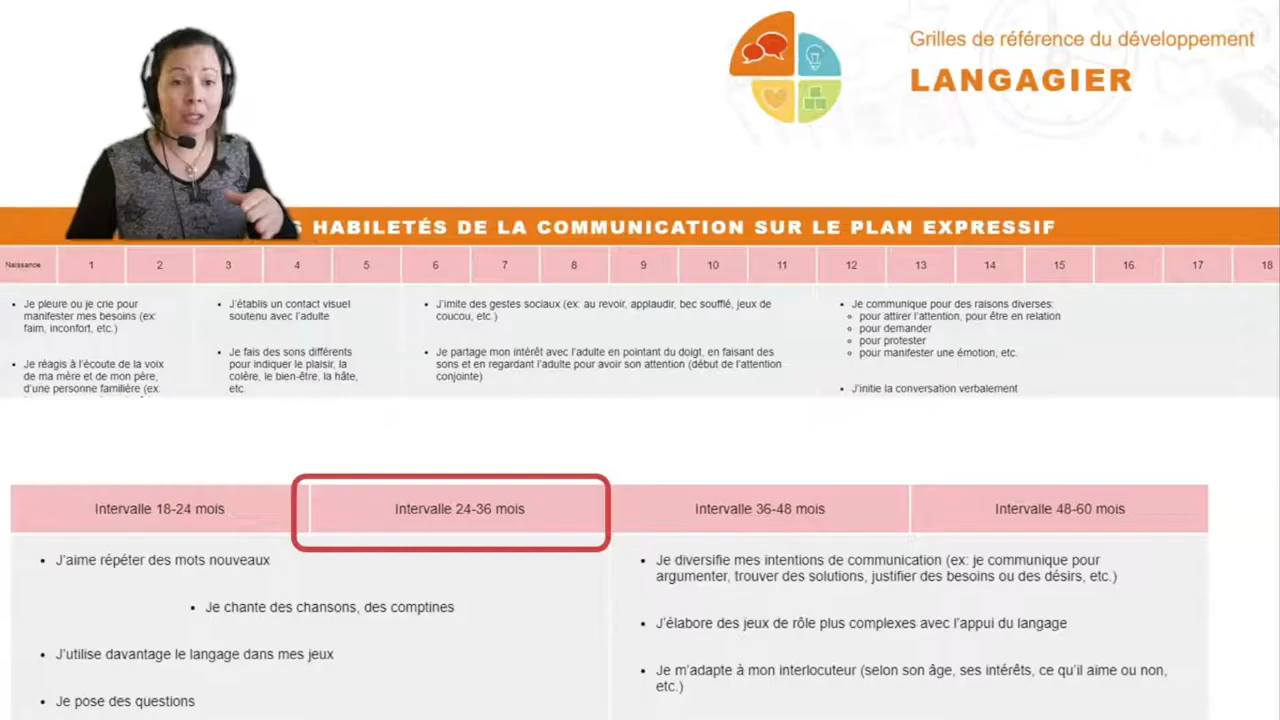 Grilles de référence du développement
LANGAGIER
HABILETÉS DE LA COMMUNICATION SUR LE PLAN EXPRESSIF
Naissance 1 2 3 4 5 6 7 8 9 10 11 12 13 14 15 16 17 18
• Je pleure ou je crie pour
manifester mes besoins (ex:
faim, inconfort, etc.)
• Je réagis à l'écoute de la voix
de ma mère et de mon père,
d'une personne familière (ex:
• J'établis un contact visuel
soutenu avec l'adulte
• Je fais des sons différents
pour indiquer le plaisir, la
colère, le bien-être, la hâte,
etc.
• J'imite des gestes sociaux (ex: au revoir, applaudir, bec soufflé, jeux de
coucou, etc.)
• Je partage mon intérêt avec l'adulte en pointant du doigt, en faisant des
sons et en regardant l'adulte pour avoir son attention (début de l'attention
conjointe)
• Je communique pour des raisons diverses:
○ pour attirer l'attention, pour être en relation
○ pour demander
○ pour protester
○ pour manifester une émotion, etc.
• J'initie la conversation verbalement
Intervalle 18-24 mois Intervalle 24-36 mois Intervalle 36-48 mois Intervalle 48-60 mois
• J'aime répéter des mots nouveaux
• Je chante des chansons, des comptines
• J'utilise davantage le langage dans mes jeux
• Je pose des questions
• Je diversifie mes intentions de communication (ex: je communique pour
argumenter, trouver des solutions, justifier des besoins ou des désirs, etc.)
• J'élabore des jeux de rôle plus complexes avec l'appui du langage
• Je m'adapte à mon interlocuteur (selon son âge, ses intérêts, ce qu'il aime ou non,
etc.)